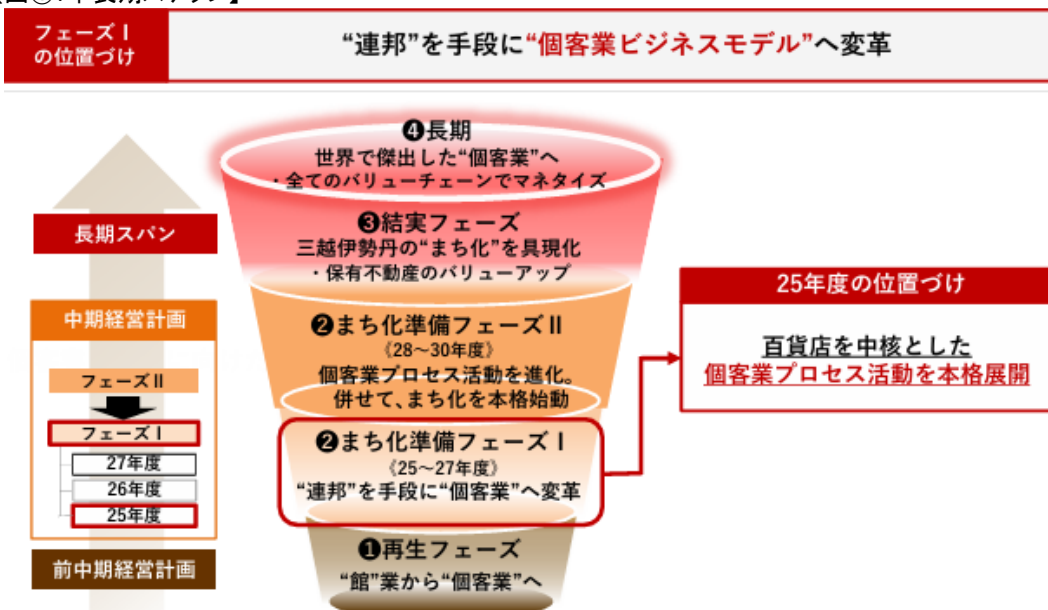 フェーズⅠ
の位置づけ
“連邦”を手段に“個客業ビジネスモデル”へ変革
❹長期
世界で傑出した“個客業”へ
・全てのバリューチェーンでマネタイズ
❸結実フェーズ
三越伊勢丹の“まち化”を具現化
・保有不動産のバリューアップ
❷まち化準備フェーズⅡ
《28～30年度》
個客業プロセス活動を進化。
併せて、まち化を本格始動
❷まち化準備フェーズⅠ
《25～27年度》
“連邦”を手段に“個客業”へ変革
❶再生フェーズ
“館”業から“個客業”へ
長期スパン
中期経営計画
フェーズⅡ
フェーズⅠ
27年度
26年度
25年度
前中期経営計画
25年度の位置づけ
百貨店を中核とした
個客業プロセス活動を本格展開